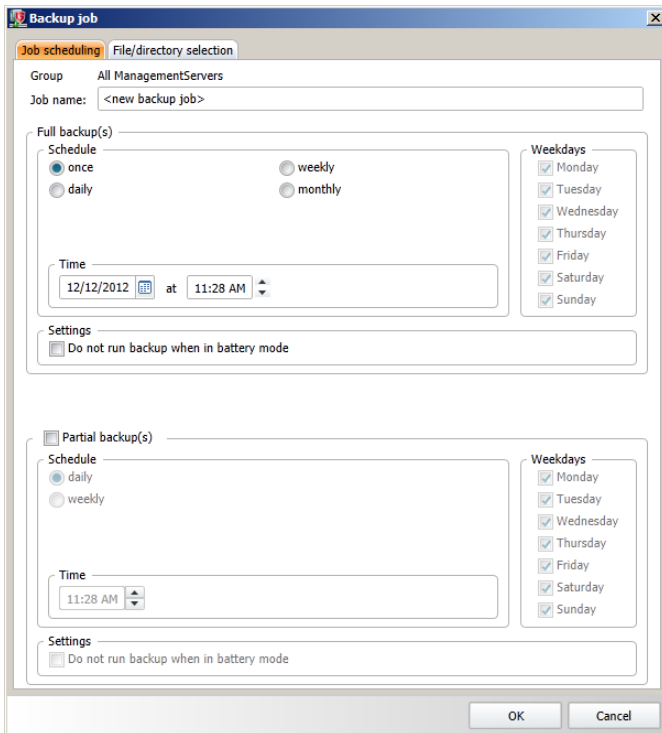 Backup job
Job scheduling File/directory selection
Group All ManagementServers
Job name: <new backup job>
Full backup(s)
Schedule
once weekly
daily monthly
Time
12/12/2012 at 11:28 AM
Weekdays
Monday
Tuesday
Wednesday
Thursday
Friday
Saturday
Sunday
Settings
Do not run backup when in battery mode
Partial backup(s)
Schedule
daily
weekly
Time
11:28 AM
Weekdays
Monday
Tuesday
Wednesday
Thursday
Friday
Saturday
Sunday
Settings
Do not run backup when in battery mode
OK Cancel